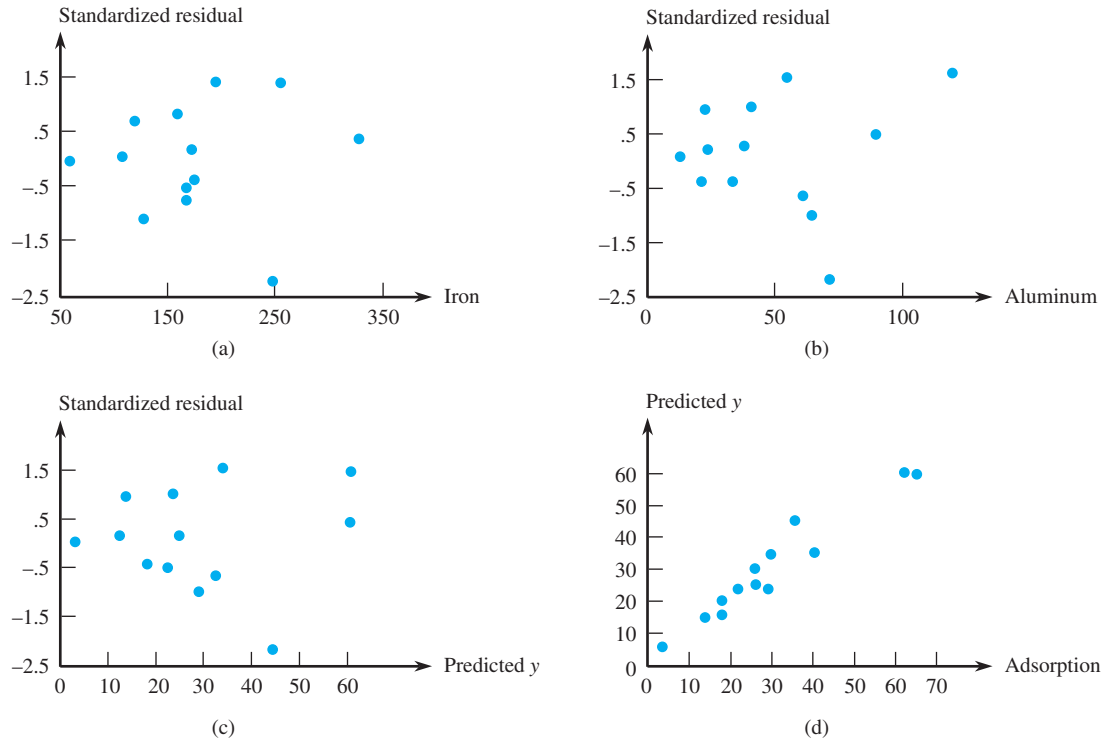 Standardized residual
1.5
.5
–.5
–1.5
–2.5
50 150 250 350
Iron
(a)
Standardized residual
1.5
.5
–.5
–1.5
–2.5
0 50 100
Aluminum
(b)
Standardized residual
1.5
.5
–.5
–1.5
–2.5
0 10 20 30 40 50 60
Predicted y
(c)
Predicted y
60
50
40
30
20
10
0
0 10 20 30 40 50 60 70
Adsorption
(d)